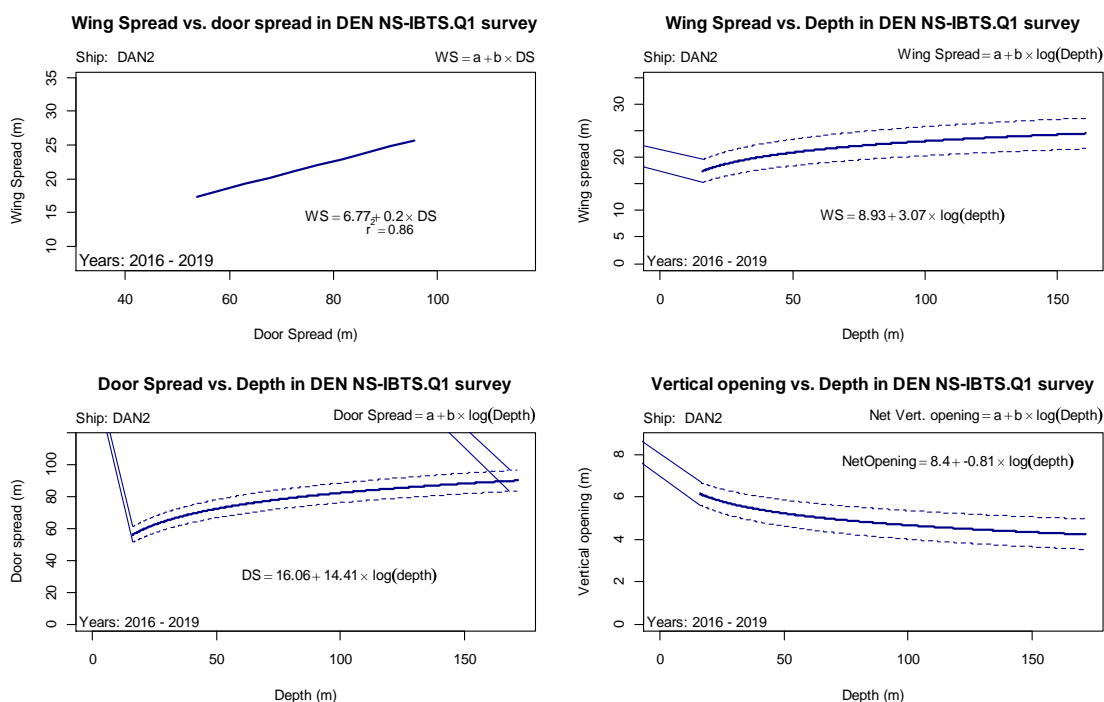 Wing Spread vs. door spread in DEN NS-IBTS.Q1 survey
Ship: DAN2
WS = a + b × DS
35
30
25
20
15
10
Wing Spread (m)
WS = 6.77 + 0.2 × DS
r² = 0.86
Years: 2016 - 2019
40 60 80 100
Door Spread (m)
Wing Spread vs. Depth in DEN NS-IBTS.Q1 survey
Ship: DAN2
Wing Spread = a + b × log(Depth)
30
20
10
5
0
Wing spread (m)
WS = 8.93 + 3.07 × log(depth)
Years: 2016 - 2019
0 50 100 150
Depth (m)
Door Spread vs. Depth in DEN NS-IBTS.Q1 survey
Ship: DAN2
Door Spread = a + b × log(Depth)
100
80
60
40
20
0
Door spread (m)
DS = 16.06 + 14.41 × log(depth)
Years: 2016 - 2019
0 50 100 150
Depth (m)
Vertical opening vs. Depth in DEN NS-IBTS.Q1 survey
Ship: DAN2
Net Vert. opening = a + b × log(Depth)
8
6
4
2
0
Vertical opening (m)
NetOpening = 8.4 + -0.81 × log(depth)
Years: 2016 - 2019
0 50 100 150
Depth (m)